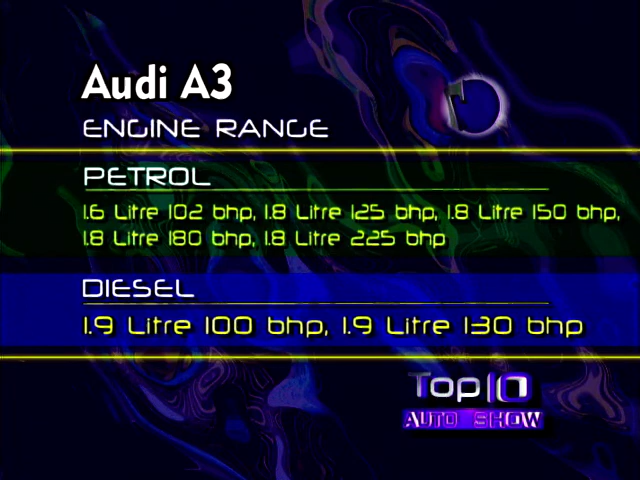 Audi A3
ENGINE RANGE
PETROL
1.6 Litre 102 bhp, 1.8 Litre 125 bhp, 1.8 Litre 150 bhp,
1.8 Litre 180 bhp, 1.8 Litre 225 bhp
DIESEL
1.9 Litre 100 bhp, 1.9 Litre 130 bhp
Top 10
AUTO SHOW